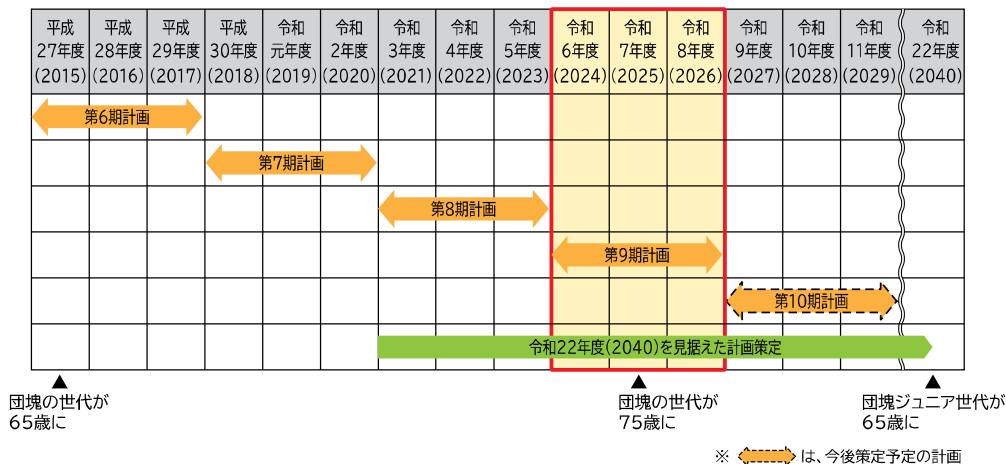 平成 平成 平成 平成 令和 令和 令和 令和 令和 令和 令和 令和 令和 令和 令和 令和
27年度 28年度 29年度 30年度 元年度 2年度 3年度 4年度 5年度 6年度 7年度 8年度 9年度 10年度 11年度 22年度
(2015) (2016) (2017) (2018) (2019) (2020) (2021) (2022) (2023) (2024) (2025) (2026) (2027) (2028) (2029) (2040)
第6期計画
第7期計画
第8期計画
第9期計画
第10期計画
令和22年度(2040)を見据えた計画策定
▲ ▲ ▲
団塊の世代が 団塊の世代が 団塊ジュニア世代が
65歳に 75歳に 65歳に
※ は、今後策定予定の計画